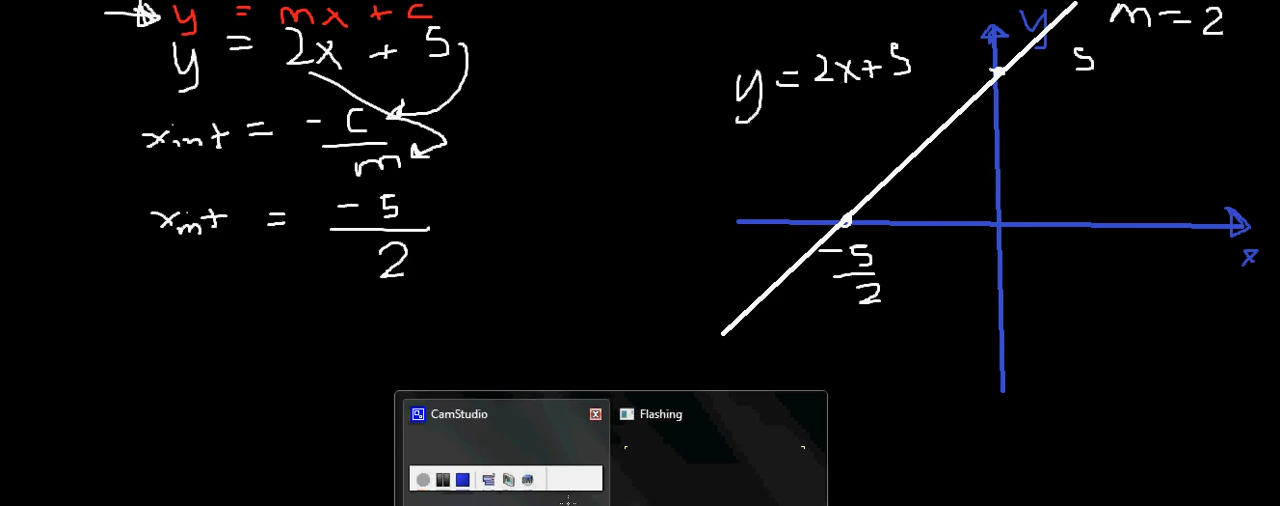 y = mx + c
y = 2x + 5
xint = - c/m
xint = -5/2
y = 2x+5
y
m = 2
5
x
-5/2
CamStudio
Flashing